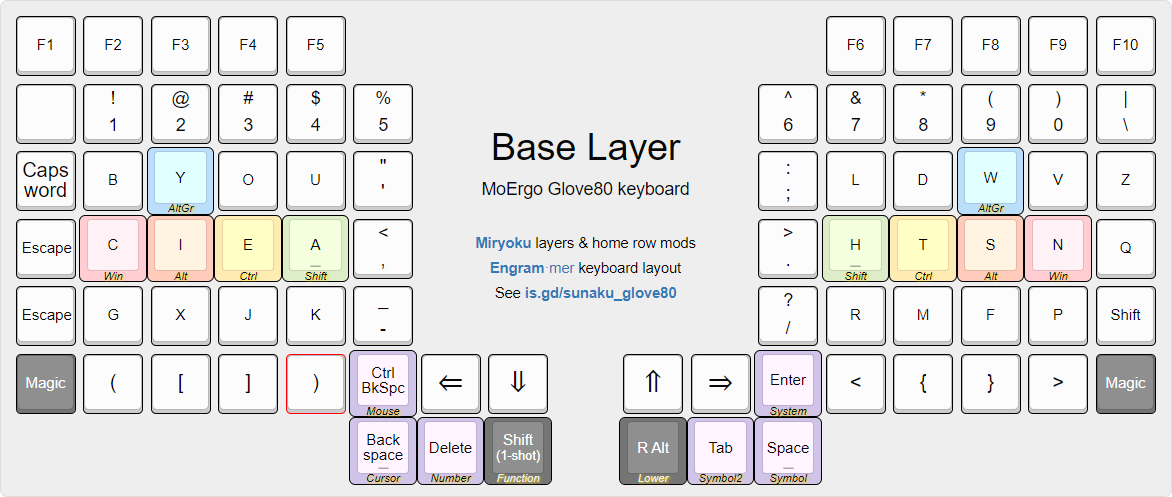 F1 F2 F3 F4 F5 F6 F7 F8 F9 F10
! @ # $ % ^ & * ( ) |
1 2 3 4 5 6 7 8 9 0 \
Base Layer
Caps word B Y O U " ' : ; L D W V Z
AltGr AltGr
MoErgo Glove80 keyboard
Escape C I E A < , > . H T S N Q
Win Alt Ctrl Shift Shift Ctrl Alt Win
Miryoku layers & home row mods
Engram-mer keyboard layout
See is.gd/sunaku_glove80
Escape G X J K _ - ? / R M F P Shift
Magic ( [ ] ) Ctrl BkSpc ⇐ ⇓ ⇑ ⇒ Enter < { } > Magic
Mouse System
Back space Delete Shift (1-shot) R Alt Tab Space
Cursor Number Function Lower Symbol2 Symbol